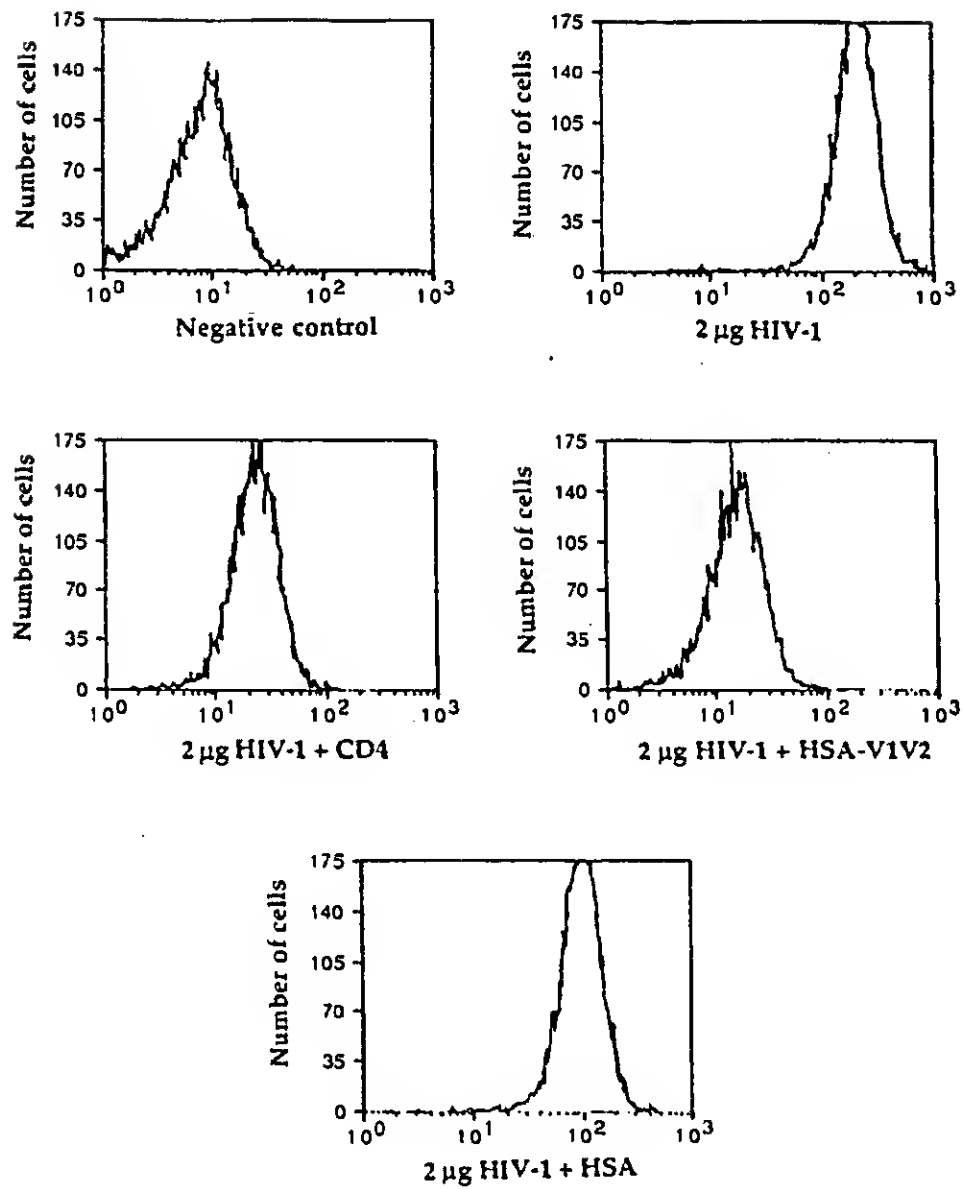 175
140
105
70
35
0
Number of cells
10⁰ 10¹ 10² 10³
Negative control
175
140
105
70
35
0
Number of cells
10⁰ 10¹ 10² 10³
2 µg HIV-1
175
140
105
70
35
0
Number of cells
10⁰ 10¹ 10² 10³
2 µg HIV-1 + CD4
175
140
105
70
35
0
Number of cells
10⁰ 10¹ 10² 10³
2 µg HIV-1 + HSA-V1V2
175
140
105
70
35
0
Number of cells
10⁰ 10¹ 10² 10³
2 µg HIV-1 + HSA